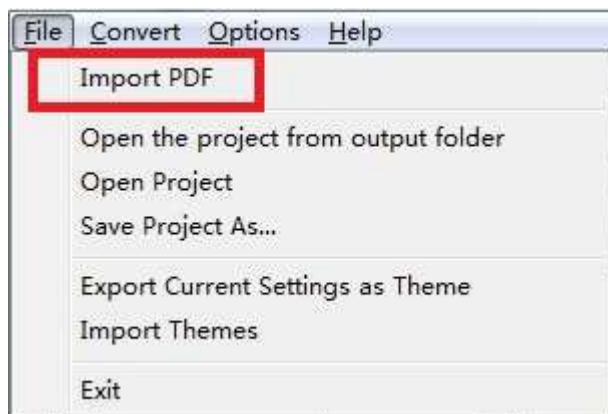 File Convert Options Help
Import PDF
Open the project from output folder
Open Project
Save Project As...
Export Current Settings as Theme
Import Themes
Exit